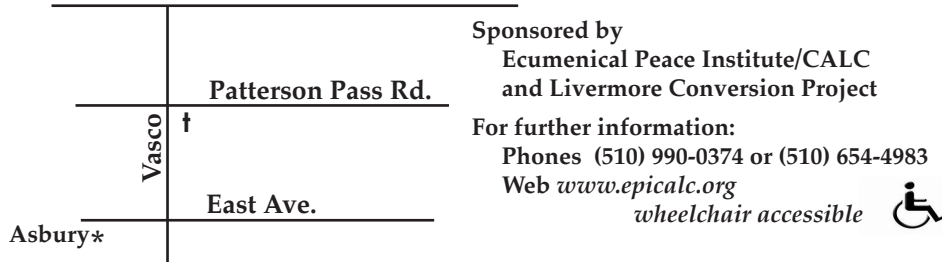 Sponsored by
Ecumenical Peace Institute/CALC
and Livermore Conversion Project
For further information:
Phones (510) 990-0374 or (510) 654-4983
Web www.epicalc.org
wheelchair accessible
Patterson Pass Rd.
Vasco
East Ave.
Asbury*